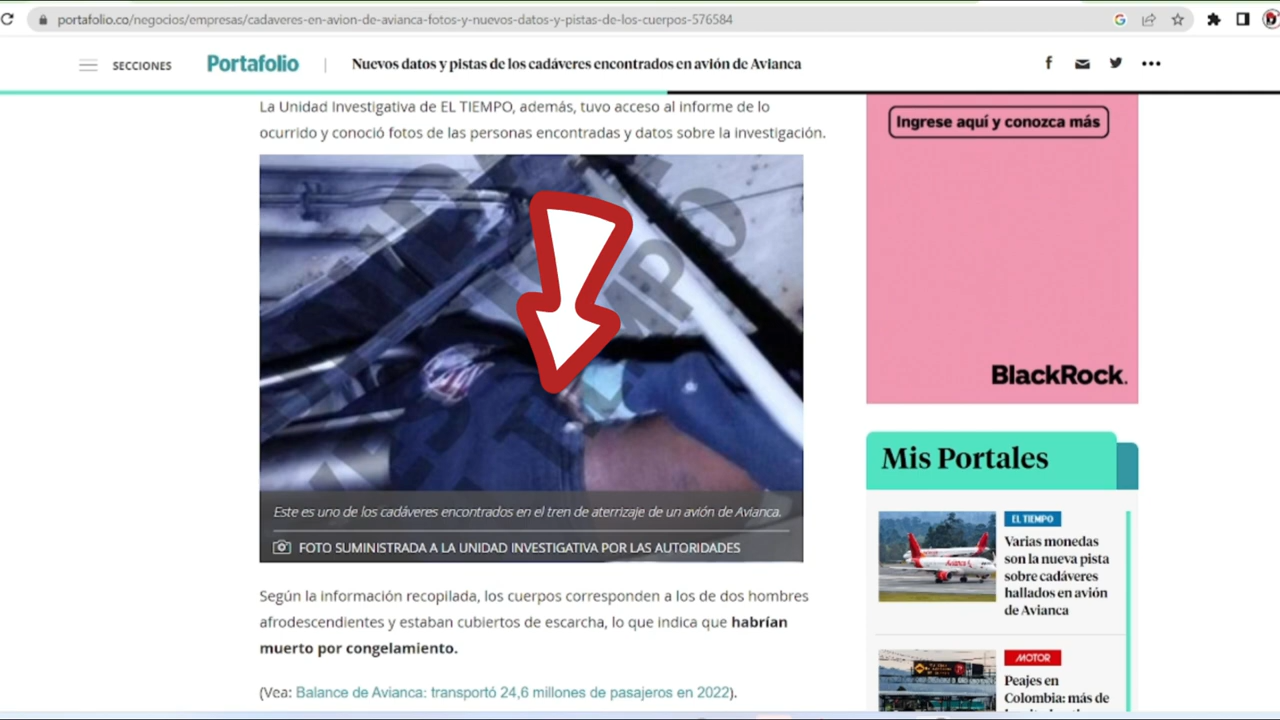 portafolio.co/negocios/empresas/cadaveres-en-avion-de-avianca-fotos-y-nuevos-datos-y-pistas-de-los-cuerpos-576584
SECCIONES
Portafolio
Nuevos datos y pistas de los cadáveres encontrados en avión de Avianca
La Unidad Investigativa de EL TIEMPO, además, tuvo acceso al informe de lo
ocurrido y conoció fotos de las personas encontradas y datos sobre la investigación.
Este es uno de los cadáveres encontrados en el tren de aterrizaje de un avión de Avianca.
FOTO SUMINISTRADA A LA UNIDAD INVESTIGATIVA POR LAS AUTORIDADES
Según la información recopilada, los cuerpos corresponden a los de dos hombres
afrodescendientes y estaban cubiertos de escarcha, lo que indica que habrían
muerto por congelamiento.
(Vea: Balance de Avianca: transportó 24,6 millones de pasajeros en 2022).
Ingrese aquí y conozca más
BlackRock.
Mis Portales
EL TIEMPO
Varias monedas
son la nueva pista
sobre cadáveres
hallados en avión
de Avianca
MOTOR
Peajes en
Colombia: más de